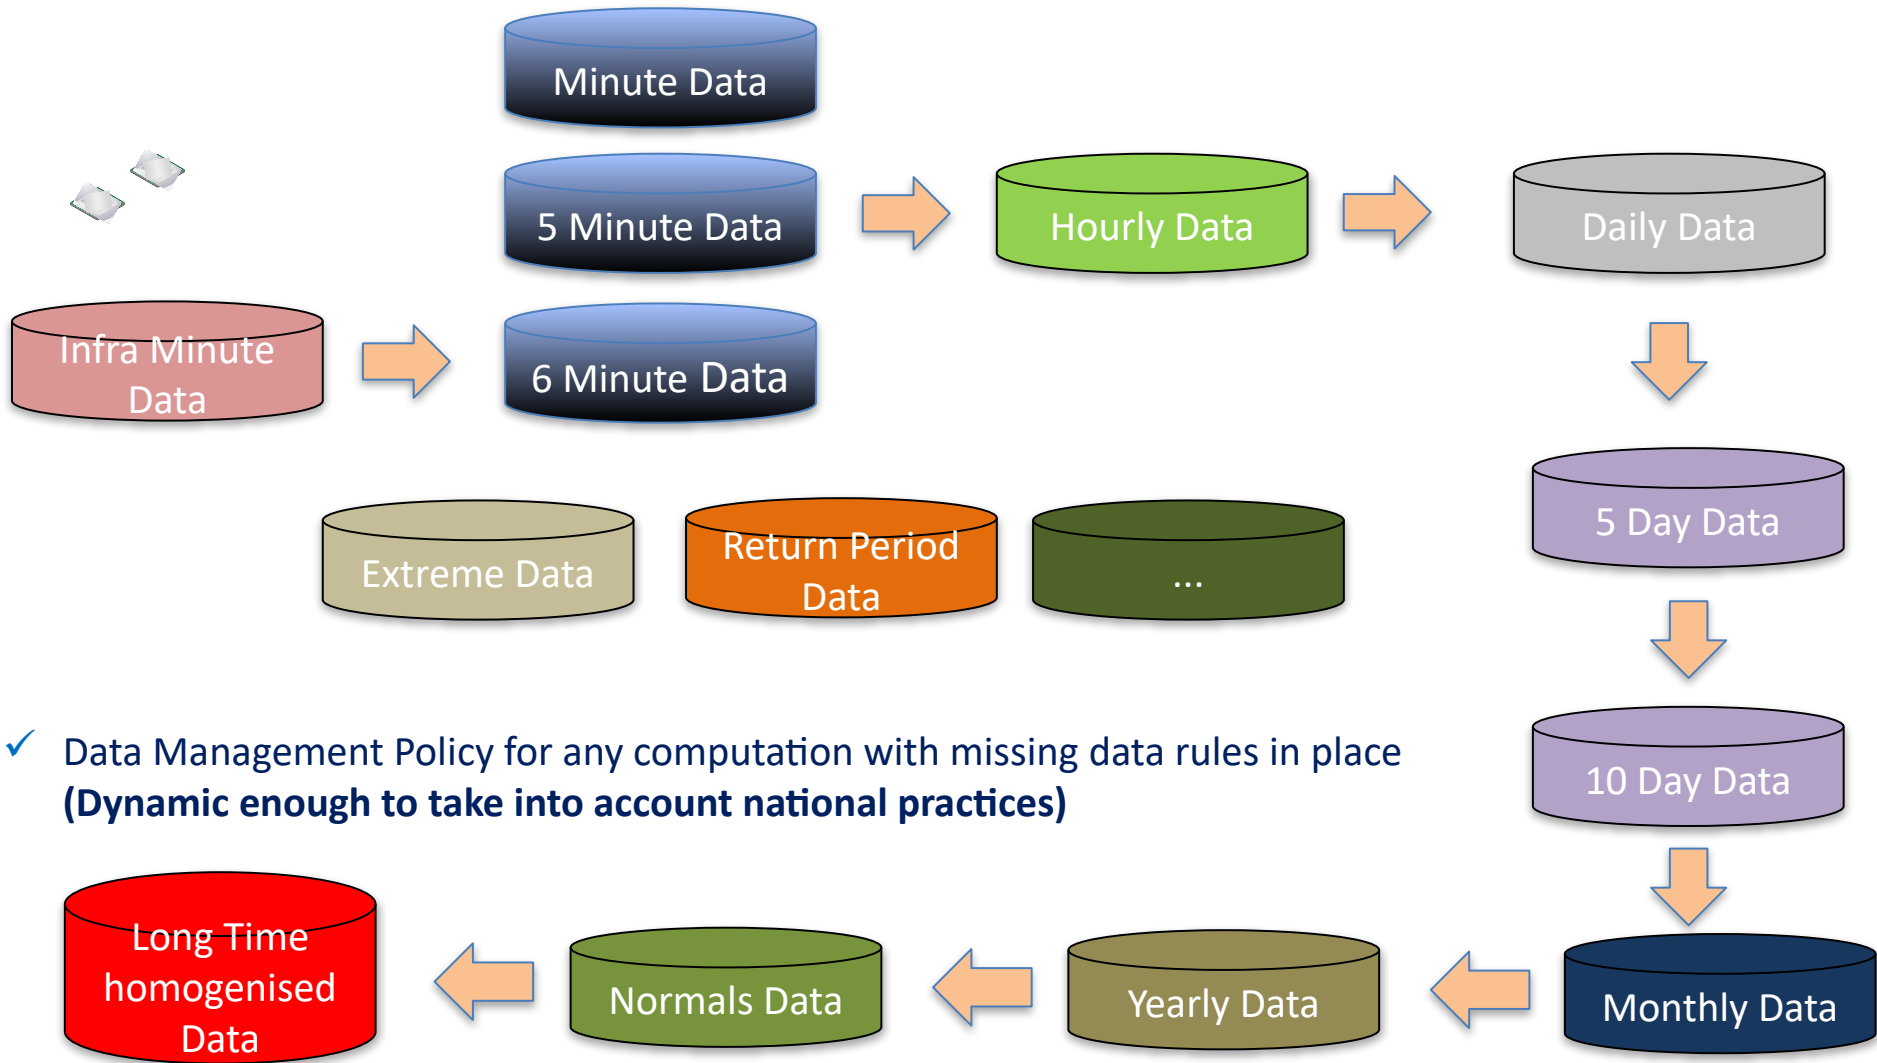 Minute Data
5 Minute Data
Hourly Data
Daily Data
Infra Minute
Data
6 Minute Data
5 Day Data
Extreme Data
Return Period
Data
...
✓ Data Management Policy for any computation with missing data rules in place
(Dynamic enough to take into account national practices)
10 Day Data
Long Time
homogenised
Data
Normals Data
Yearly Data
Monthly Data